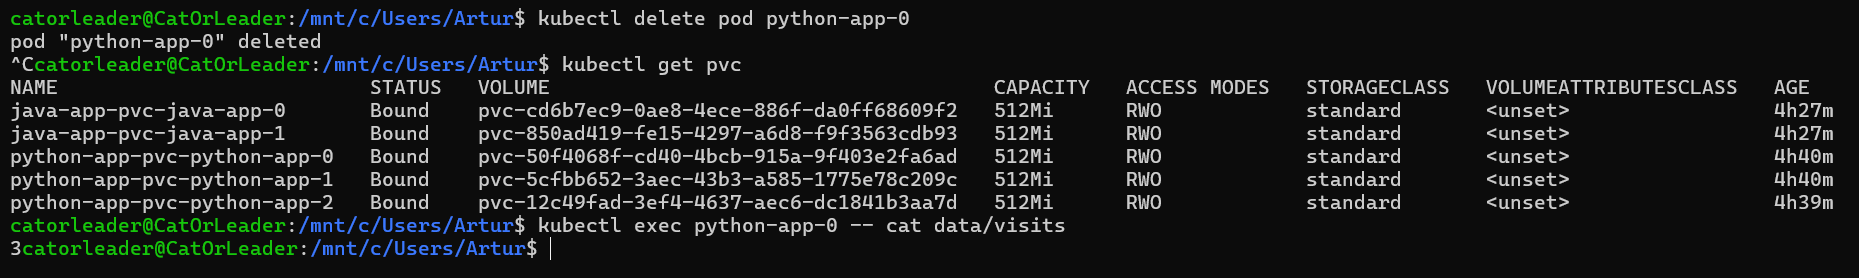 catorleader@CatOrLeader:/mnt/c/Users/Artur$ kubectl delete pod python-app-0
pod "python-app-0" deleted
^Ccatorleader@CatOrLeader:/mnt/c/Users/Artur$ kubectl get pvc
NAME                          STATUS   VOLUME                                     CAPACITY   ACCESS MODES   STORAGECLASS   VOLUMEATTRIBUTESCLASS   AGE
java-app-pvc-java-app-0       Bound    pvc-cd6b7ec9-0ae8-4ece-886f-da0ff68609f2   512Mi      RWO            standard       <unset>                 4h27m
java-app-pvc-java-app-1       Bound    pvc-850ad419-fe15-4297-a6d8-f9f3563cdb93   512Mi      RWO            standard       <unset>                 4h27m
python-app-pvc-python-app-0   Bound    pvc-50f4068f-cd40-4bcb-915a-9f403e2fa6ad   512Mi      RWO            standard       <unset>                 4h40m
python-app-pvc-python-app-1   Bound    pvc-5cfbb652-3aec-43b3-a585-1775e78c209c   512Mi      RWO            standard       <unset>                 4h40m
python-app-pvc-python-app-2   Bound    pvc-12c49fad-3ef4-4637-aec6-dc1841b3aa7d   512Mi      RWO            standard       <unset>                 4h39m
catorleader@CatOrLeader:/mnt/c/Users/Artur$ kubectl exec python-app-0 -- cat data/visits
3catorleader@CatOrLeader:/mnt/c/Users/Artur$